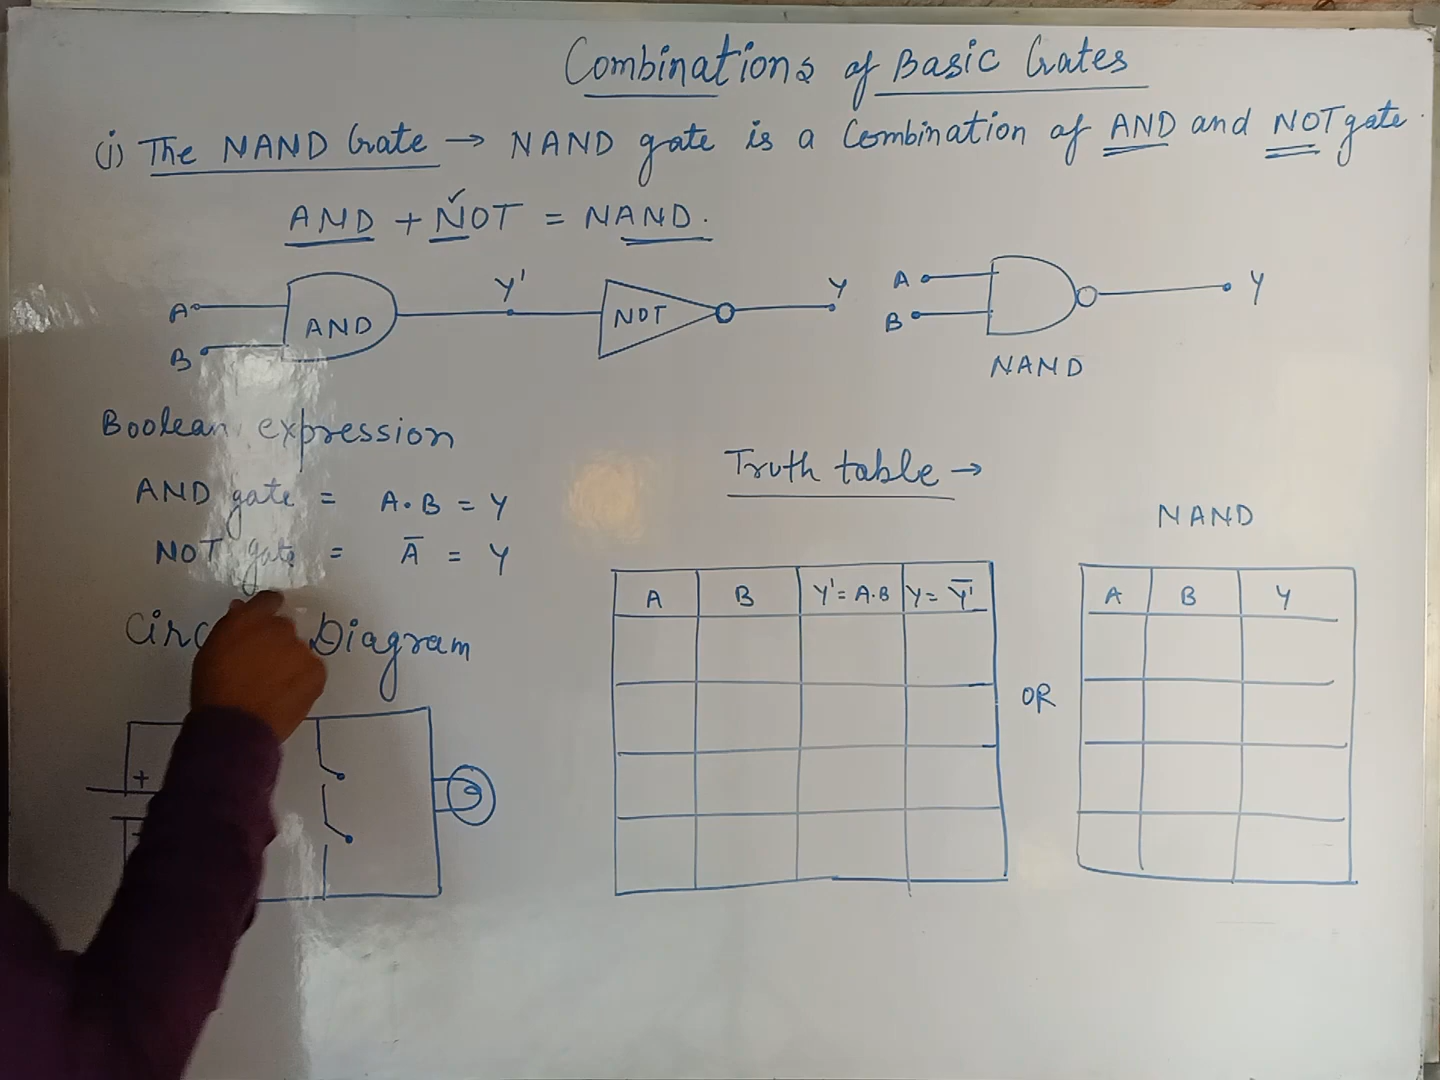 Combinations of Basic Gates
(i) The NAND Gate → NAND gate is a Combination of AND and NOT gate.
AND + NOT = NAND.
A
B
AND
Y'
NOT
Y
A
B
Y
NAND
Boolean expression
AND gate = A.B = Y
NOT gate = A̅ = Y
Diagram
+
Truth table →
A B Y' = A.B Y = Y̅'
OR
NAND
A B Y